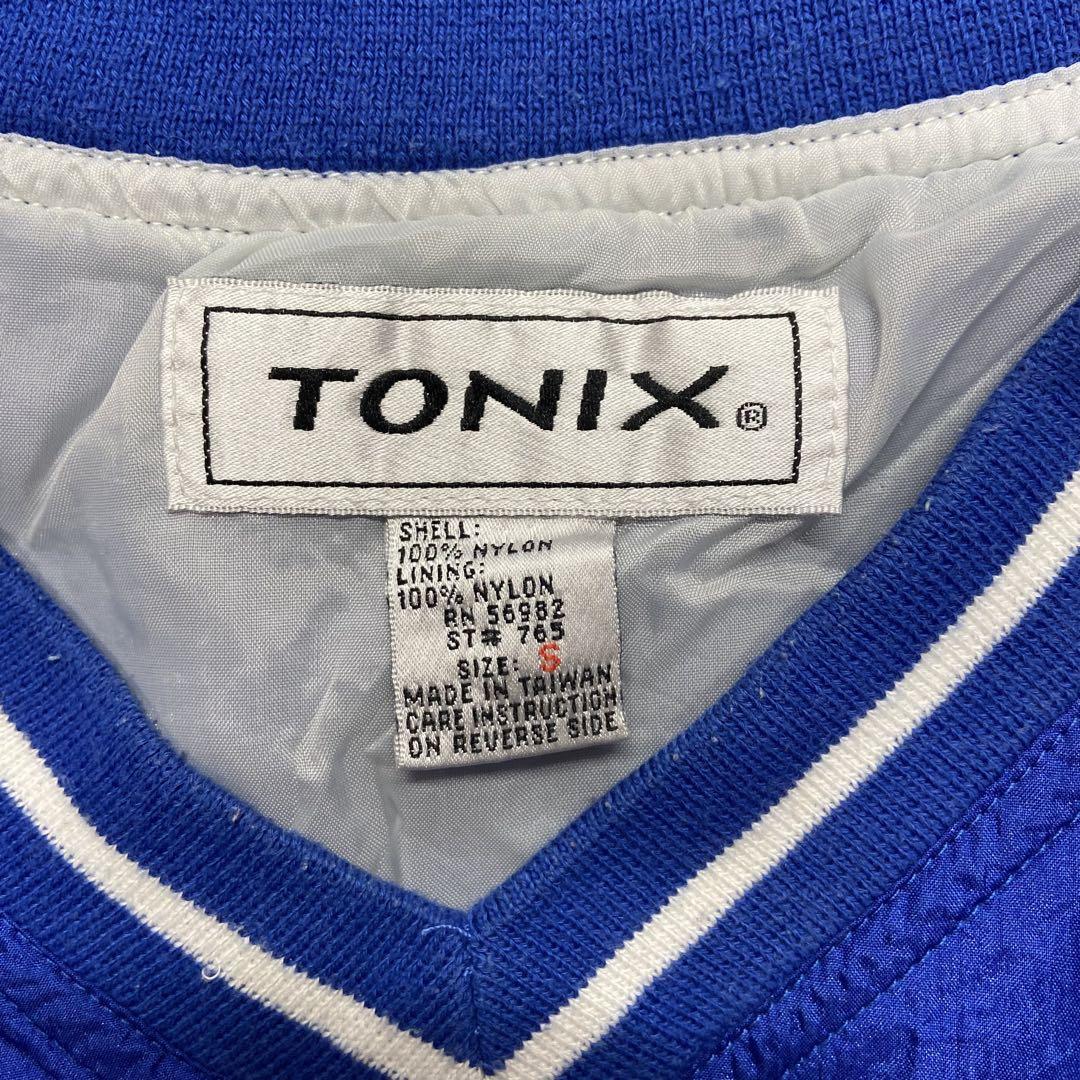 TONIX®
SHELL:
100% NYLON
LINING:
100% NYLON
RN 56982
ST# 765
SIZE: S
MADE IN TAIWAN
CARE INSTRUCTION
ON REVERSE SIDE